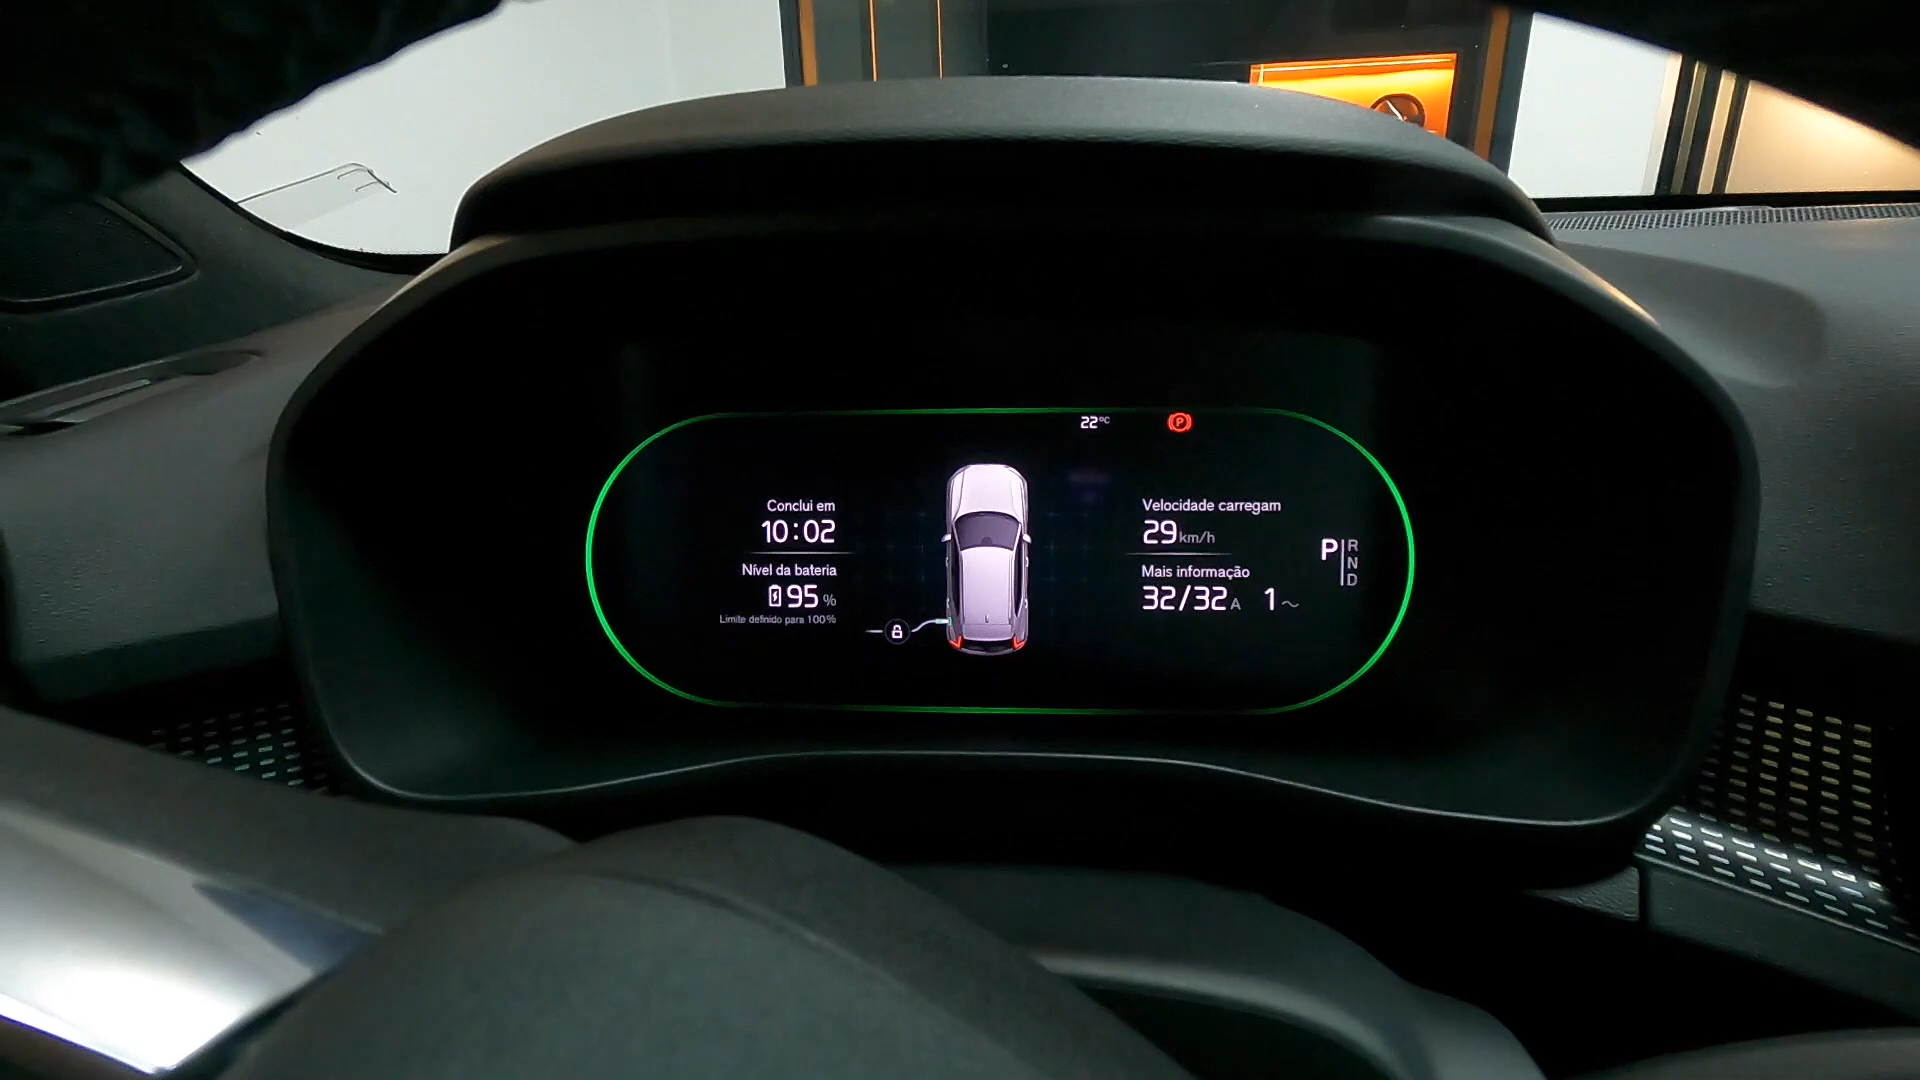 22°C
Conclui em
10:02
Nível da bateria
95 %
Limite definido para 100%
Velocidade carregam
29 km/h
Mais informação
32/32 A 1~
P R
N
D